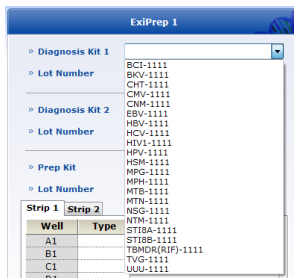 ExiPrep 1
» Diagnosis Kit 1
» Lot Number
BCI-1111
BKV-1111
CHT-1111
CMV-1111
CNM-1111
EBV-1111
HBV-1111
HCV-1111
HIV1-1111
HPV-1111
HSM-1111
MPG-1111
MPH-1111
MTB-1111
MTN-1111
NSG-1111
NTM-1111
STI8A-1111
STI8B-1111
TBMDR(RIF)-1111
TVG-1111
UUU-1111
» Diagnosis Kit 2
» Lot Number
» Prep Kit
» Lot Number
Strip 1 Strip 2
Well Type
A1
B1
C1
D1